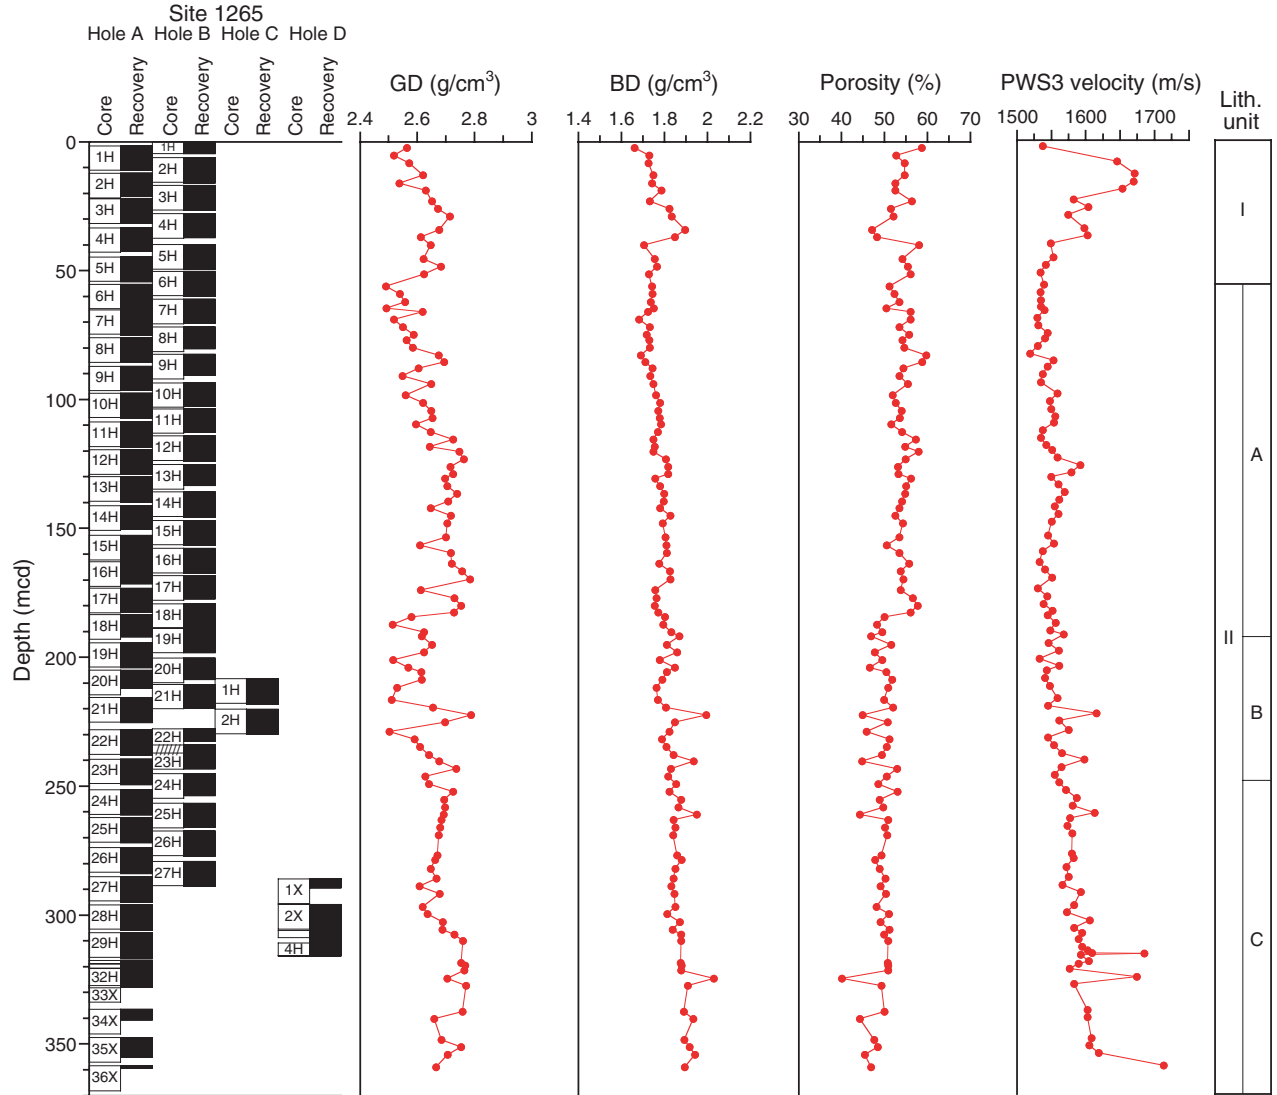 Site 1265
Hole A Hole B Hole C Hole D
Core Recovery Core Recovery Core Recovery Core Recovery
GD (g/cm³) BD (g/cm³) Porosity (%) PWS3 velocity (m/s) Lith. unit
2.4 2.6 2.8 3 1.4 1.6 1.8 2 30 40 50 60 70 1500 1600 1700
Depth (mcd)
0
50
100
150
200
250
300
350
1H
2H
3H
4H
5H
6H
7H
8H
9H
10H
11H
12H
13H
14H
15H
16H
17H
18H
19H
20H
21H
22H
23H
24H
25H
26H
27H
28H
29H
32H
33X
34X
35X
36X
1H
2H
3H
4H
5H
6H
7H
8H
9H
10H
11H
12H
13H
14H
15H
16H
17H
18H
19H
20H
21H
22H
23H
24H
25H
26H
27H
1H
2H
1X
2X
4H
I
II
A
B
C